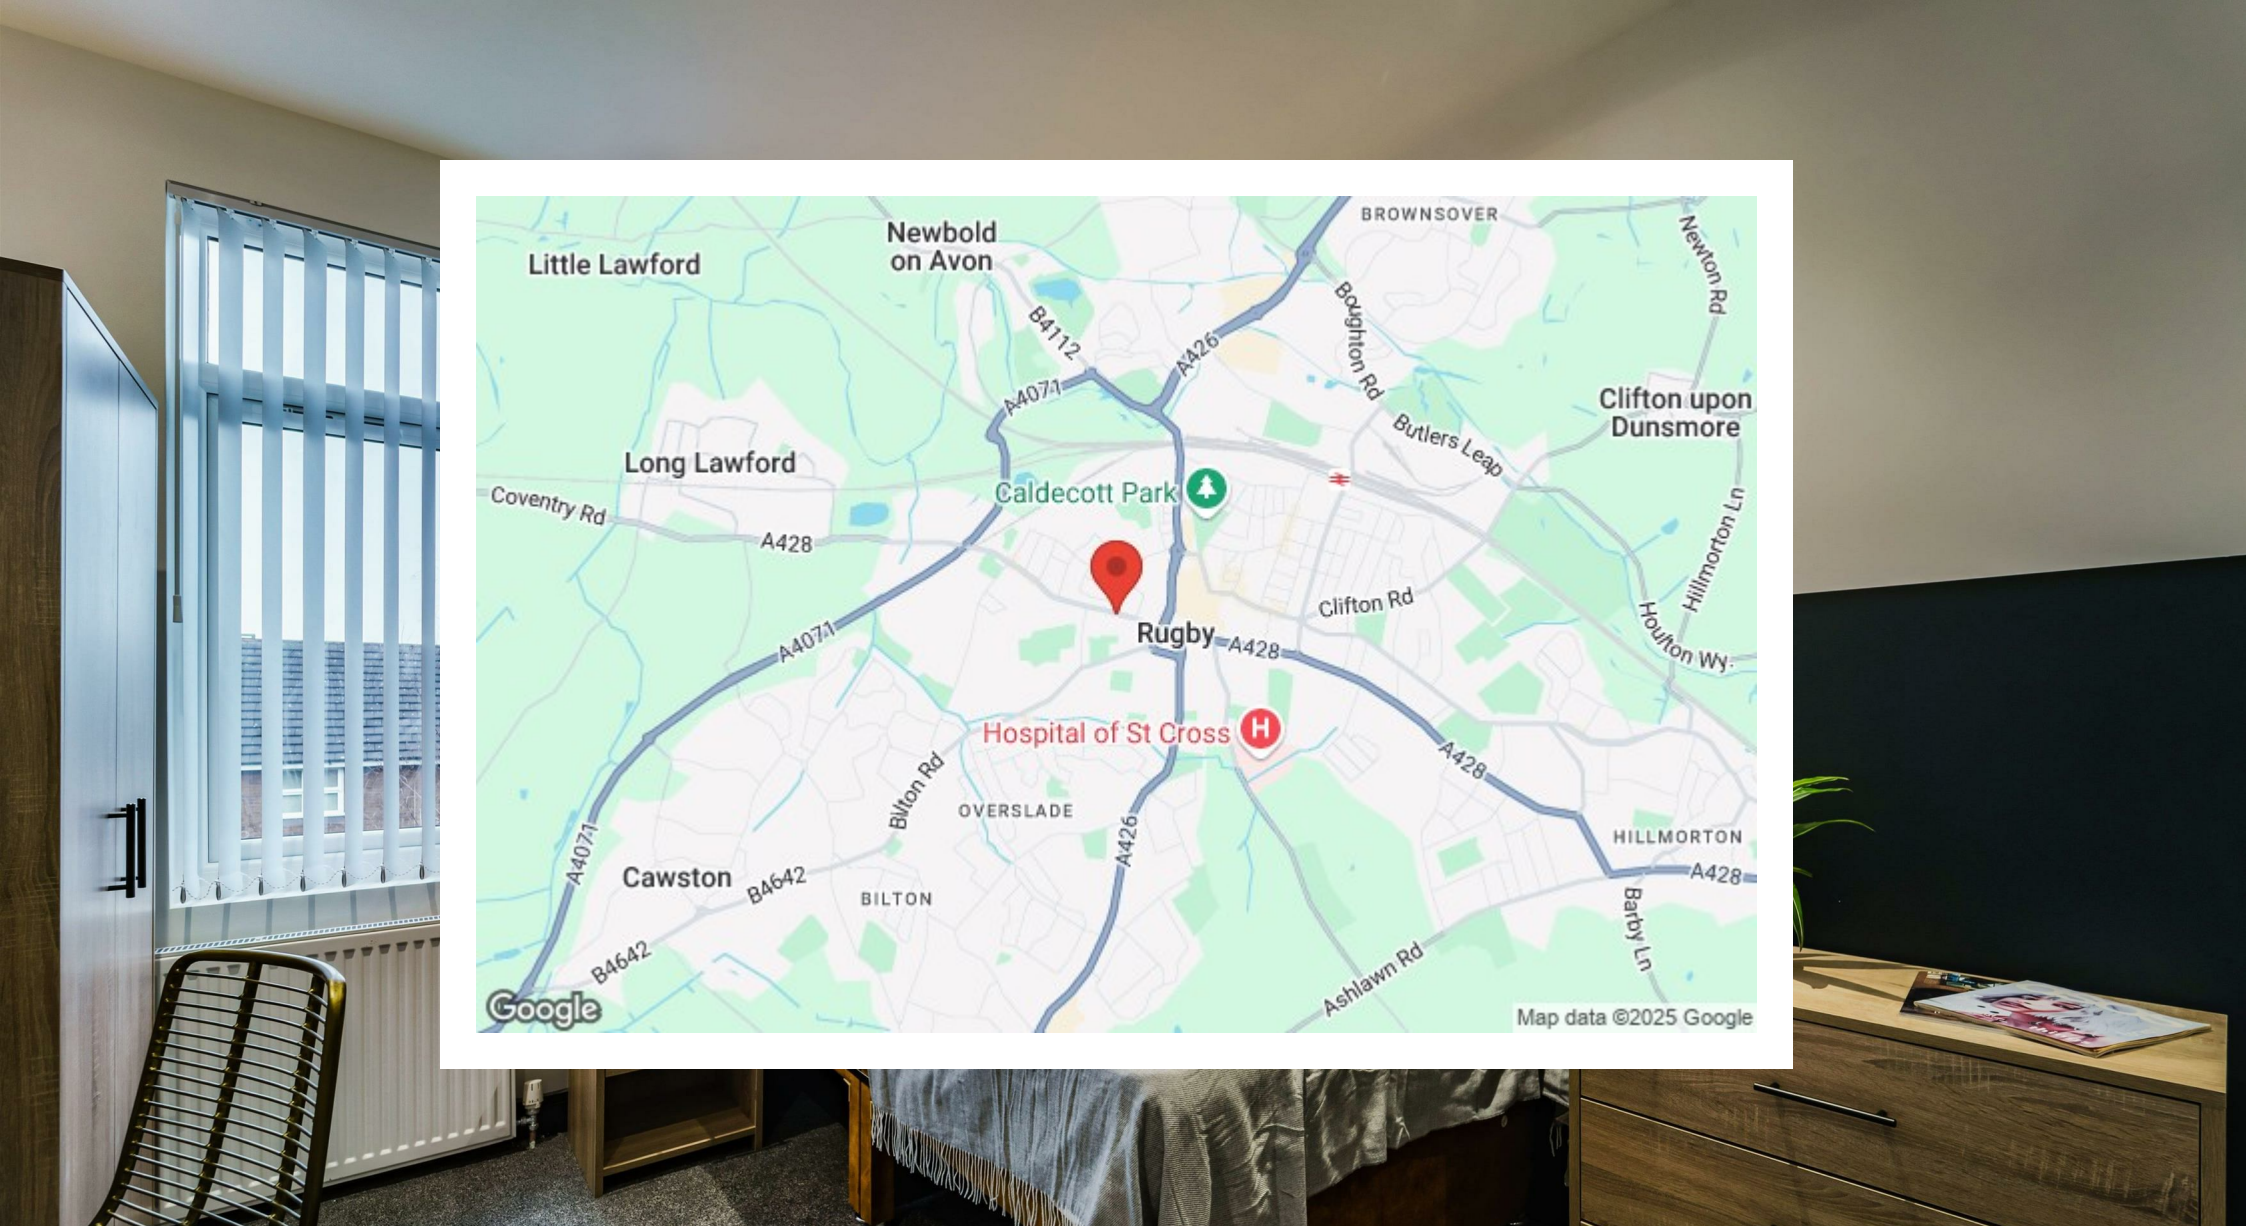 BROWNSOVER
Newbold
on Avon
Little Lawford
Newton Rd
Boughton Rd
B4112
A426
A4071
Clifton upon
Dunsmore
Butlers Leap
Long Lawford
Caldecott Park
Coventry Rd
A428
Hillmorton Ln
Clifton Rd
Houlton Wy.
A4071
Rugby
A428
Hospital of St Cross
H
A428
Bilton Rd
OVERSLADE
A4071
A426
HILLMORTON
Cawston
B4642
A428
BILTON
Barby Ln
B4642
Ashlawn Rd
Google
Map data ©2025 Google